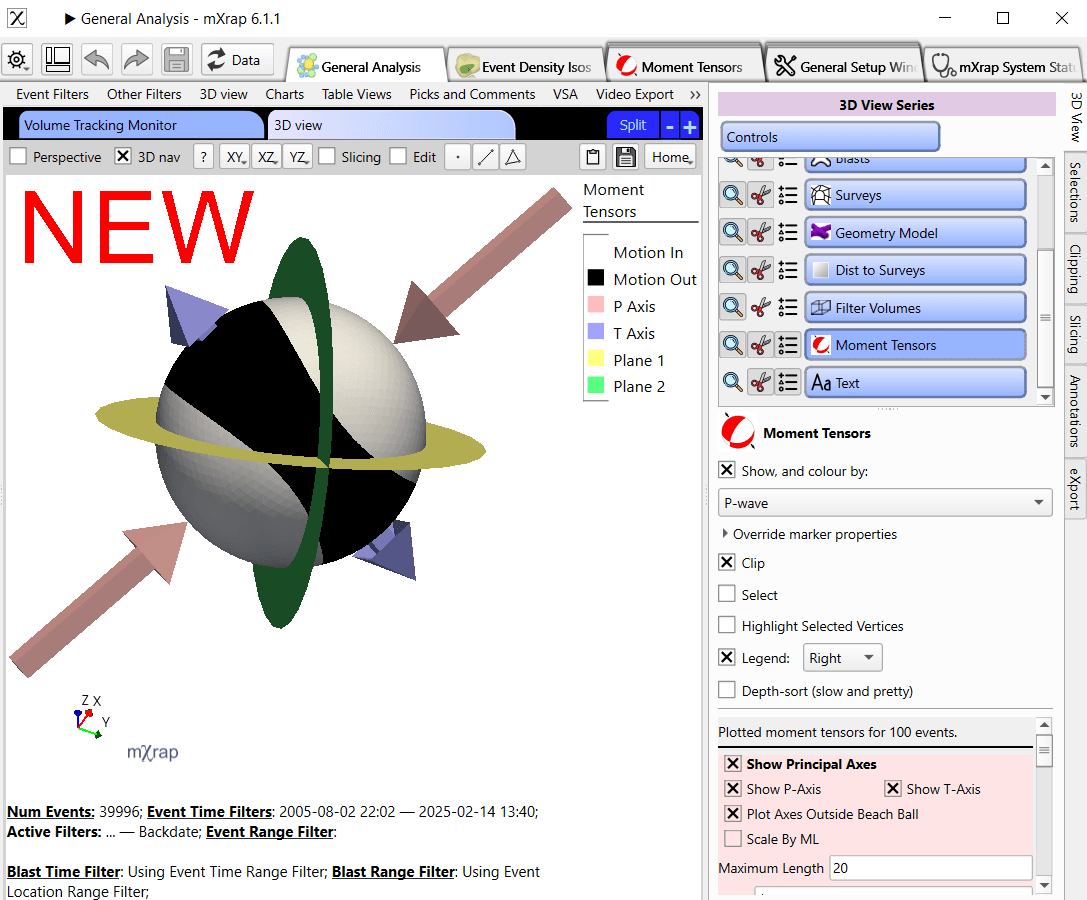 General Analysis - mXrap 6.1.1
Data
General Analysis
Event Density Isos
Moment Tensors
General Setup Win
mXrap System Stat
Event Filters Other Filters 3D view Charts Table Views Picks and Comments VSA Video Export »
Volume Tracking Monitor
3D view
Split - +
Perspective 3D nav ? XY XZ YZ Slicing Edit Home
NEW
Moment
Tensors
Motion In
Motion Out
P Axis
T Axis
Plane 1
Plane 2
Z X
Y
mXrap
Num Events: 39996; Event Time Filters: 2005-08-02 22:02 — 2025-02-14 13:40;
Active Filters: ... — Backdate; Event Range Filter:
Blast Time Filter: Using Event Time Range Filter; Blast Range Filter: Using Event
Location Range Filter;
3D View Series
Controls
Blasts
Surveys
Geometry Model
Dist to Surveys
Filter Volumes
Moment Tensors
Aa Text
Moment Tensors
Show, and colour by:
P-wave
Override marker properties
Clip
Select
Highlight Selected Vertices
Legend: Right
Depth-sort (slow and pretty)
Plotted moment tensors for 100 events.
Show Principal Axes
Show P-Axis Show T-Axis
Plot Axes Outside Beach Ball
Scale By ML
Maximum Length 20
3D View
Selections
Clipping
Slicing
Annotations
eXport